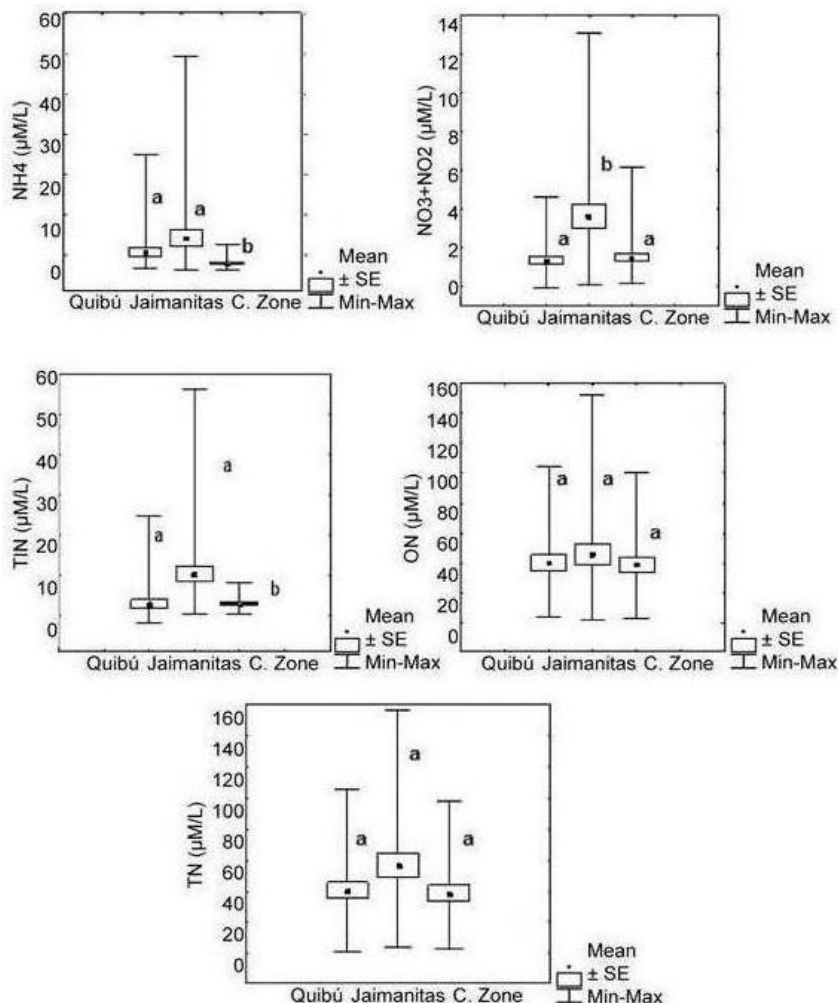 60
50
40
30
20
10
0
NH4 (µM/L)
a
a
b
Quibú Jaimanitas C. Zone
Mean
± SE
Min-Max
14
12
10
8
6
4
2
0
NO3+NO2 (µM/L)
a
b
a
Quibú Jaimanitas C. Zone
Mean
± SE
Min-Max
60
50
40
30
20
10
0
TIN (µM/L)
a
a
b
Quibú Jaimanitas C. Zone
Mean
± SE
Min-Max
160
140
120
100
80
60
40
20
0
ON (µM/L)
a
a
a
Quibú Jaimanitas C. Zone
Mean
± SE
Min-Max
160
140
120
100
80
60
40
20
0
TN (µM/L)
a
a
a
Quibú Jaimanitas C. Zone
Mean
± SE
Min-Max